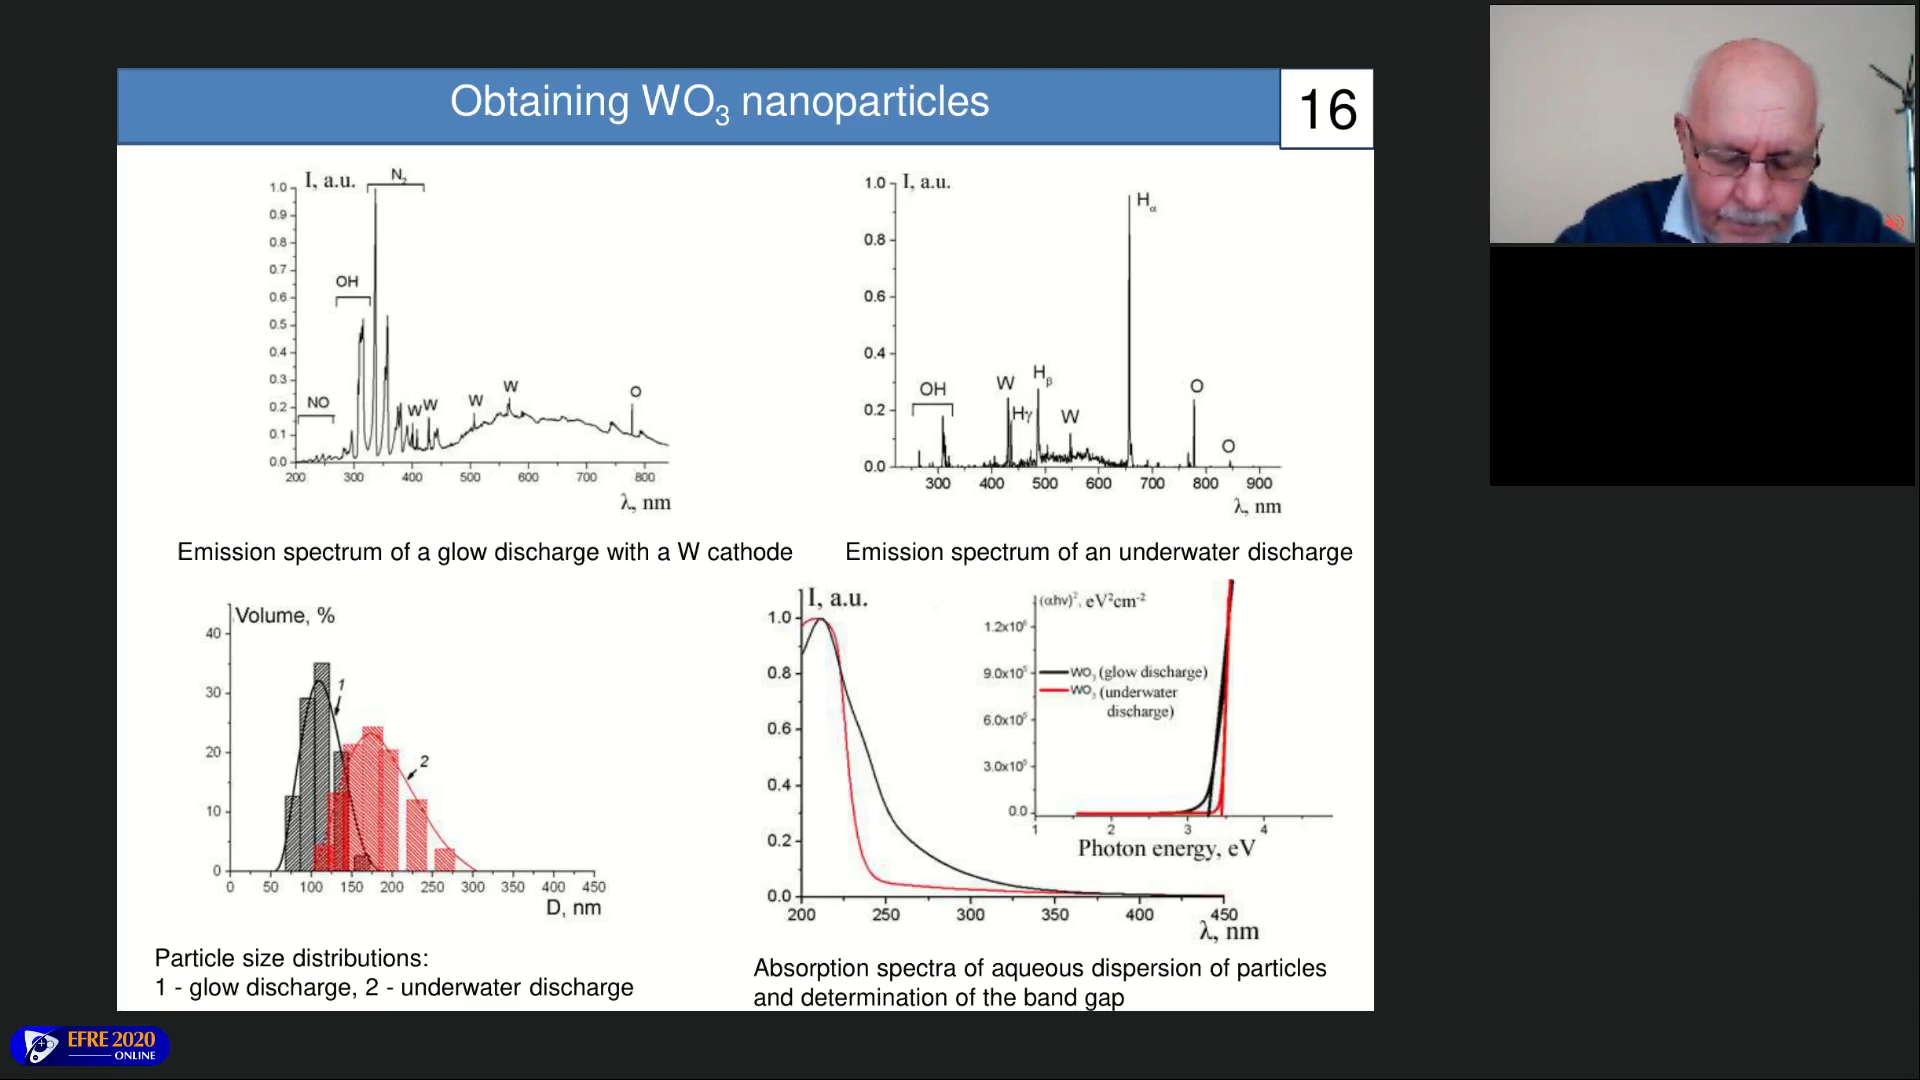 Obtaining WO₃ nanoparticles
16
I, a.u.
N₂
OH
NO
W
W
W
W
O
1.0
0.9
0.8
0.7
0.6
0.5
0.4
0.3
0.2
0.1
0.0
200 300 400 500 600 700 800
λ, nm
Emission spectrum of a glow discharge with a W cathode
I, a.u.
Hα
OH
W
Hγ
Hβ
W
O
O
1.0
0.8
0.6
0.4
0.2
0.0
300 400 500 600 700 800 900
λ, nm
Emission spectrum of an underwater discharge
Volume, %
40
30
20
10
0
1
2
0 50 100 150 200 250 300 350 400 450
D, nm
Particle size distributions:
1 - glow discharge, 2 - underwater discharge
I, a.u.
1.0
0.8
0.6
0.4
0.2
0.0
200 250 300 350 400 450
λ, nm
(αhν)², eV²cm⁻²
1.2x10⁶
9.0x10⁵
6.0x10⁵
3.0x10⁵
0.0
WO₃ (glow discharge)
WO₃ (underwater
discharge)
1 2 3 4
Photon energy, eV
Absorption spectra of aqueous dispersion of particles
and determination of the band gap
EFRE 2020
ONLINE